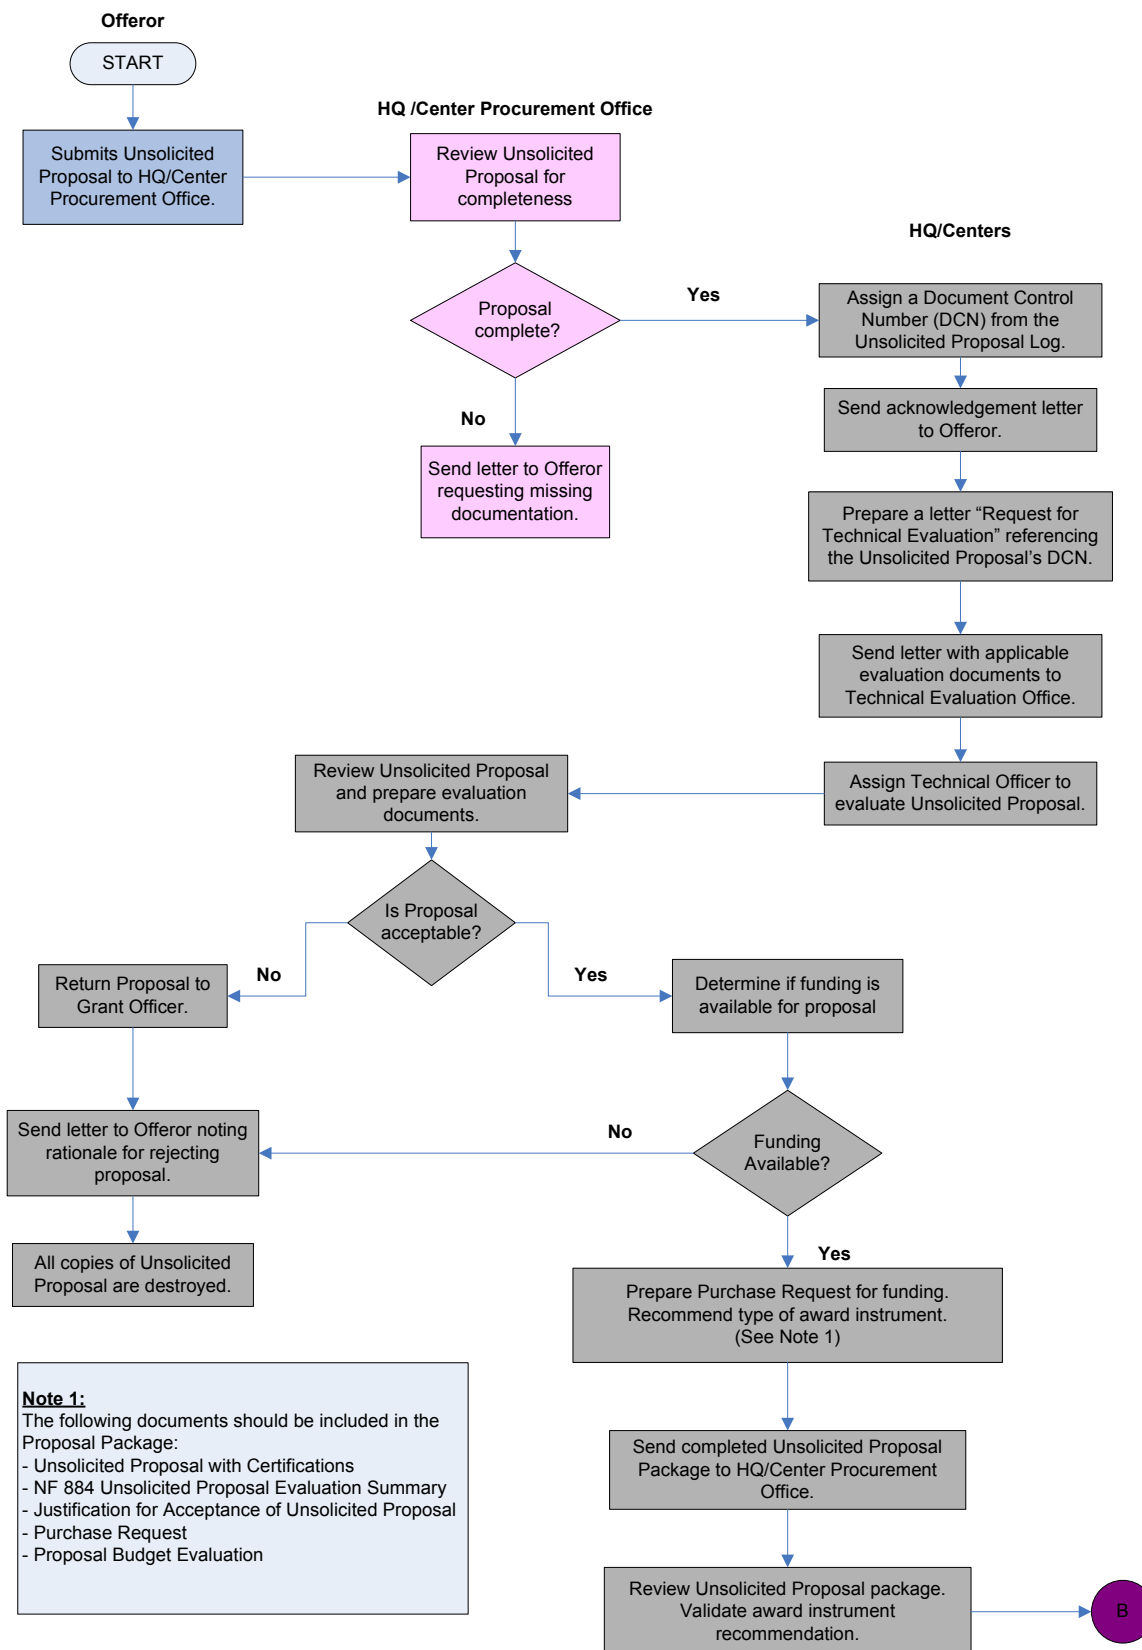 Offeror
START
Submits Unsolicited
Proposal to HQ/Center
Procurement Office.
HQ /Center Procurement Office
Review Unsolicited
Proposal for
completeness
Proposal
complete?
Yes
No
Send letter to Offeror
requesting missing
documentation.
HQ/Centers
Assign a Document Control
Number (DCN) from the
Unsolicited Proposal Log.
Send acknowledgement letter
to Offeror.
Prepare a letter “Request for
Technical Evaluation” referencing
the Unsolicited Proposal’s DCN.
Send letter with applicable
evaluation documents to
Technical Evaluation Office.
Assign Technical Officer to
evaluate Unsolicited Proposal.
Review Unsolicited Proposal
and prepare evaluation
documents.
Is Proposal
acceptable?
No
Yes
Return Proposal to
Grant Officer.
Determine if funding is
available for proposal
Send letter to Offeror noting
rationale for rejecting
proposal.
No
Funding
Available?
All copies of Unsolicited
Proposal are destroyed.
Yes
Prepare Purchase Request for funding.
Recommend type of award instrument.
(See Note 1)
Note 1:
The following documents should be included in the
Proposal Package:
- Unsolicited Proposal with Certifications
- NF 884 Unsolicited Proposal Evaluation Summary
- Justification for Acceptance of Unsolicited Proposal
- Purchase Request
- Proposal Budget Evaluation
Send completed Unsolicited Proposal
Package to HQ/Center Procurement
Office.
Review Unsolicited Proposal package.
Validate award instrument
recommendation.
B